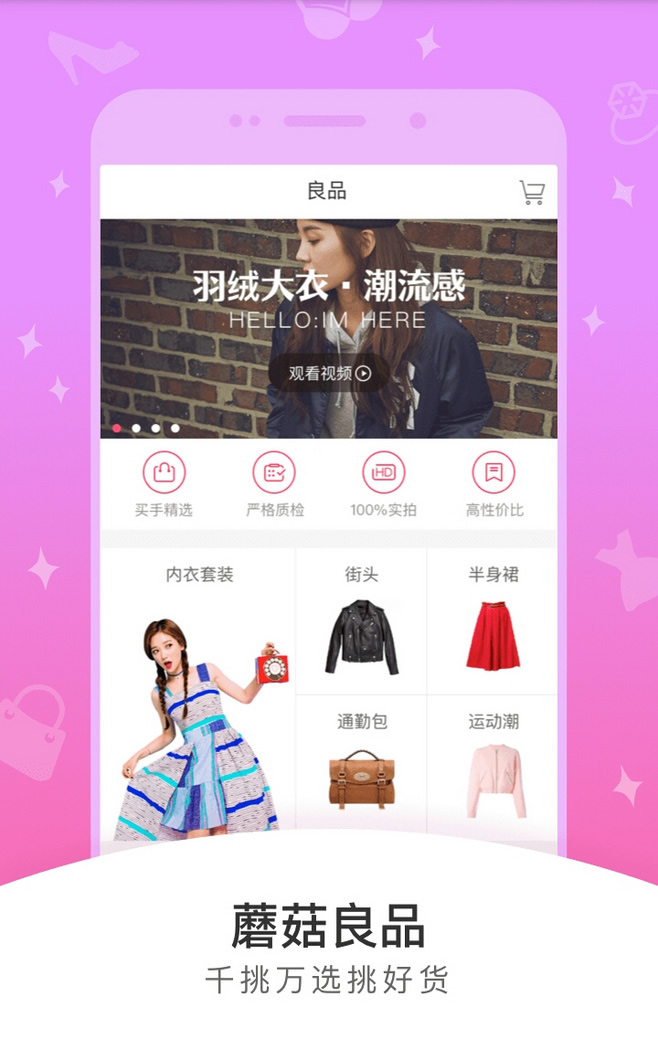 良品
羽绒大衣·潮流感
HELLO:IM HERE
观看视频
买手精选
严格质检
HD
100%实拍
高性价比
内衣套装
街头
半身裙
通勤包
运动潮
蘑菇良品
千挑万选挑好货